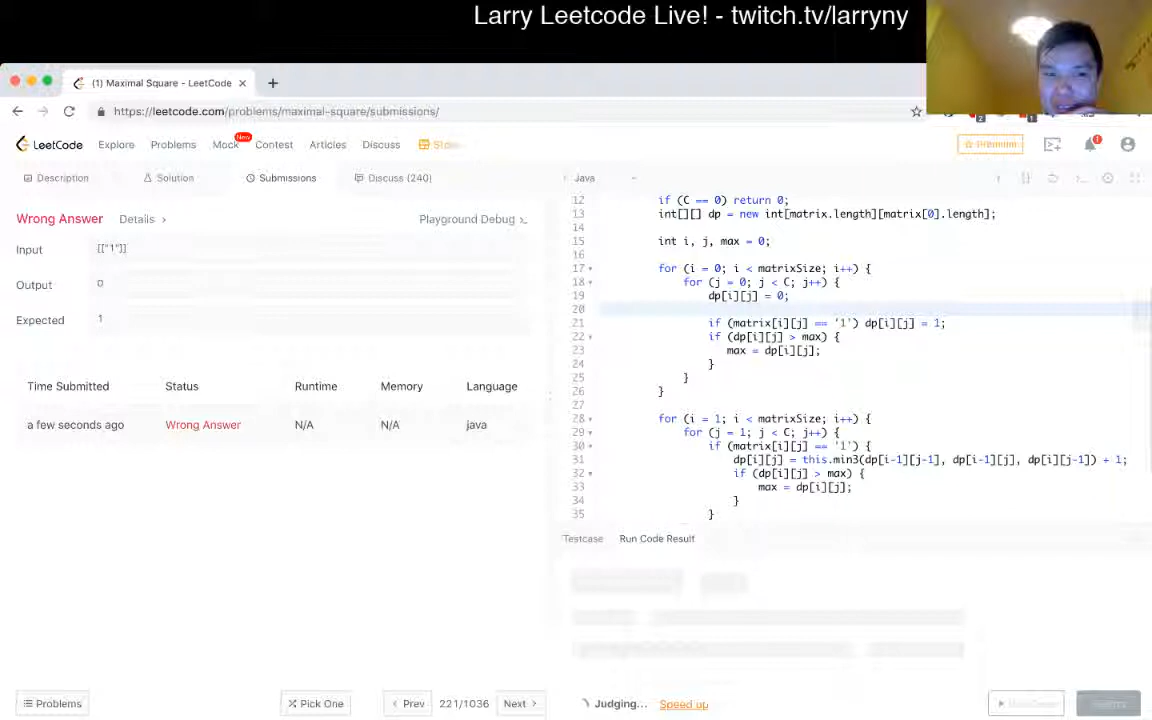 Larry Leetcode Live! - twitch.tv/larryny
(1) Maximal Square - LeetCode
https://leetcode.com/problems/maximal-square/submissions/
LeetCode Explore Problems Mock New Contest Articles Discuss
Premium
Description Solution Submissions Discuss (240) Java
Wrong Answer Details > Playground Debug
Input [["1"]]
Output 0
Expected 1
Time Submitted Status Runtime Memory Language
a few seconds ago Wrong Answer N/A N/A java
12 if (C == 0) return 0;
13 int[][] dp = new int[matrix.length][matrix[0].length];
14
15 int i, j, max = 0;
16
17 for (i = 0; i < matrixSize; i++) {
18 for (j = 0; j < C; j++) {
19 dp[i][j] = 0;
20
21 if (matrix[i][j] == '1') dp[i][j] = 1;
22 if (dp[i][j] > max) {
23 max = dp[i][j];
24 }
25 }
26 }
27
28 for (i = 1; i < matrixSize; i++) {
29 for (j = 1; j < C; j++) {
30 if (matrix[i][j] == '1') {
31 dp[i][j] = this.min3(dp[i-1][j-1], dp[i-1][j], dp[i][j-1]) + 1;
32 if (dp[i][j] > max) {
33 max = dp[i][j];
34 }
35 }
Testcase Run Code Result
Problems Pick One < Prev 221/1036 Next > Judging... Speed up